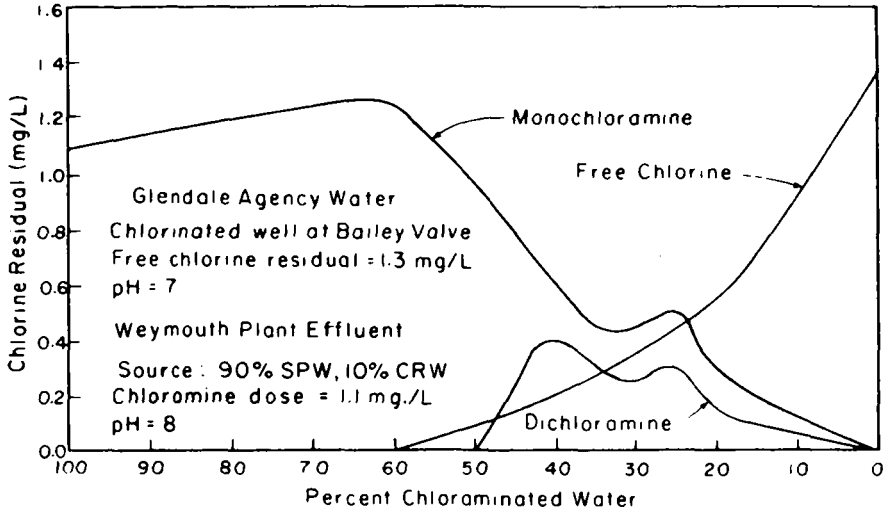 1.6
1.4
1.2
1.0
0.8
0.6
0.4
0.2
0.0
Chlorine Residual (mg/L)
Monochloramine
Free Chlorine
Glendale Agency Water
Chlorinated well at Bailey Valve
Free chlorine residual = 1.3 mg/L
pH = 7
Weymouth Plant Effluent
Source: 90% SPW, 10% CRW
Chloromine dose = 1.1 mg./L
pH = 8
Dichloramine
100 90 80 70 60 50 40 30 20 10 0
Percent Chloraminated Water